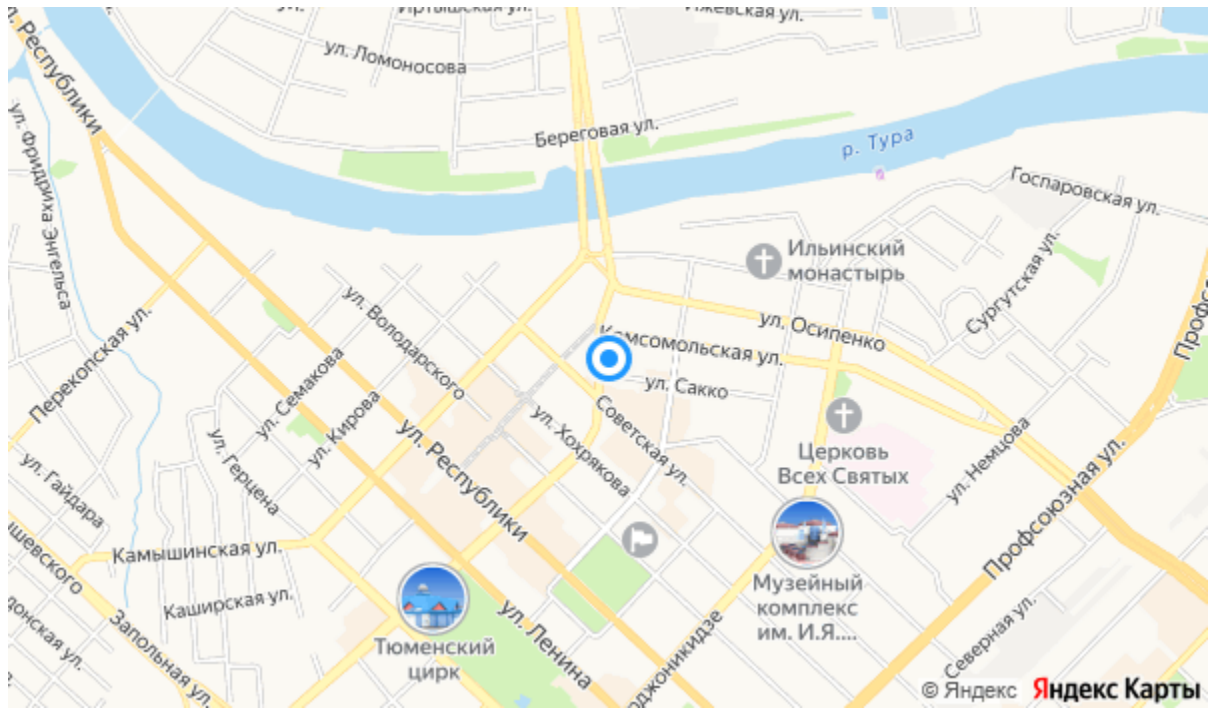 Иртышская ул.
Ижевская ул.
ул. Республики
ул. Ломоносова
Береговая ул.
р. Тура
ул. Фридриха Энгельса
Госпаровская ул.
Ильинский
монастырь
Сургутская ул.
ул. Володарского
ул. Осипенко
Комсомольская ул.
Перекопская ул.
ул. Семакова
ул. Кирова
ул. Сакко
Советская ул.
ул. Хохрякова
ул. Республики
ул. Герцена
ул. Гайдара
Церковь
Всех Святых
ул. Немцова
Профсоюзная ул.
Камышинская ул.
Каширская ул.
Запольная ул.
Тюменский
цирк
ул. Ленина
Музейный
комплекс
им. И.Я....
Северная ул.
© Яндекс Яндекс Карты